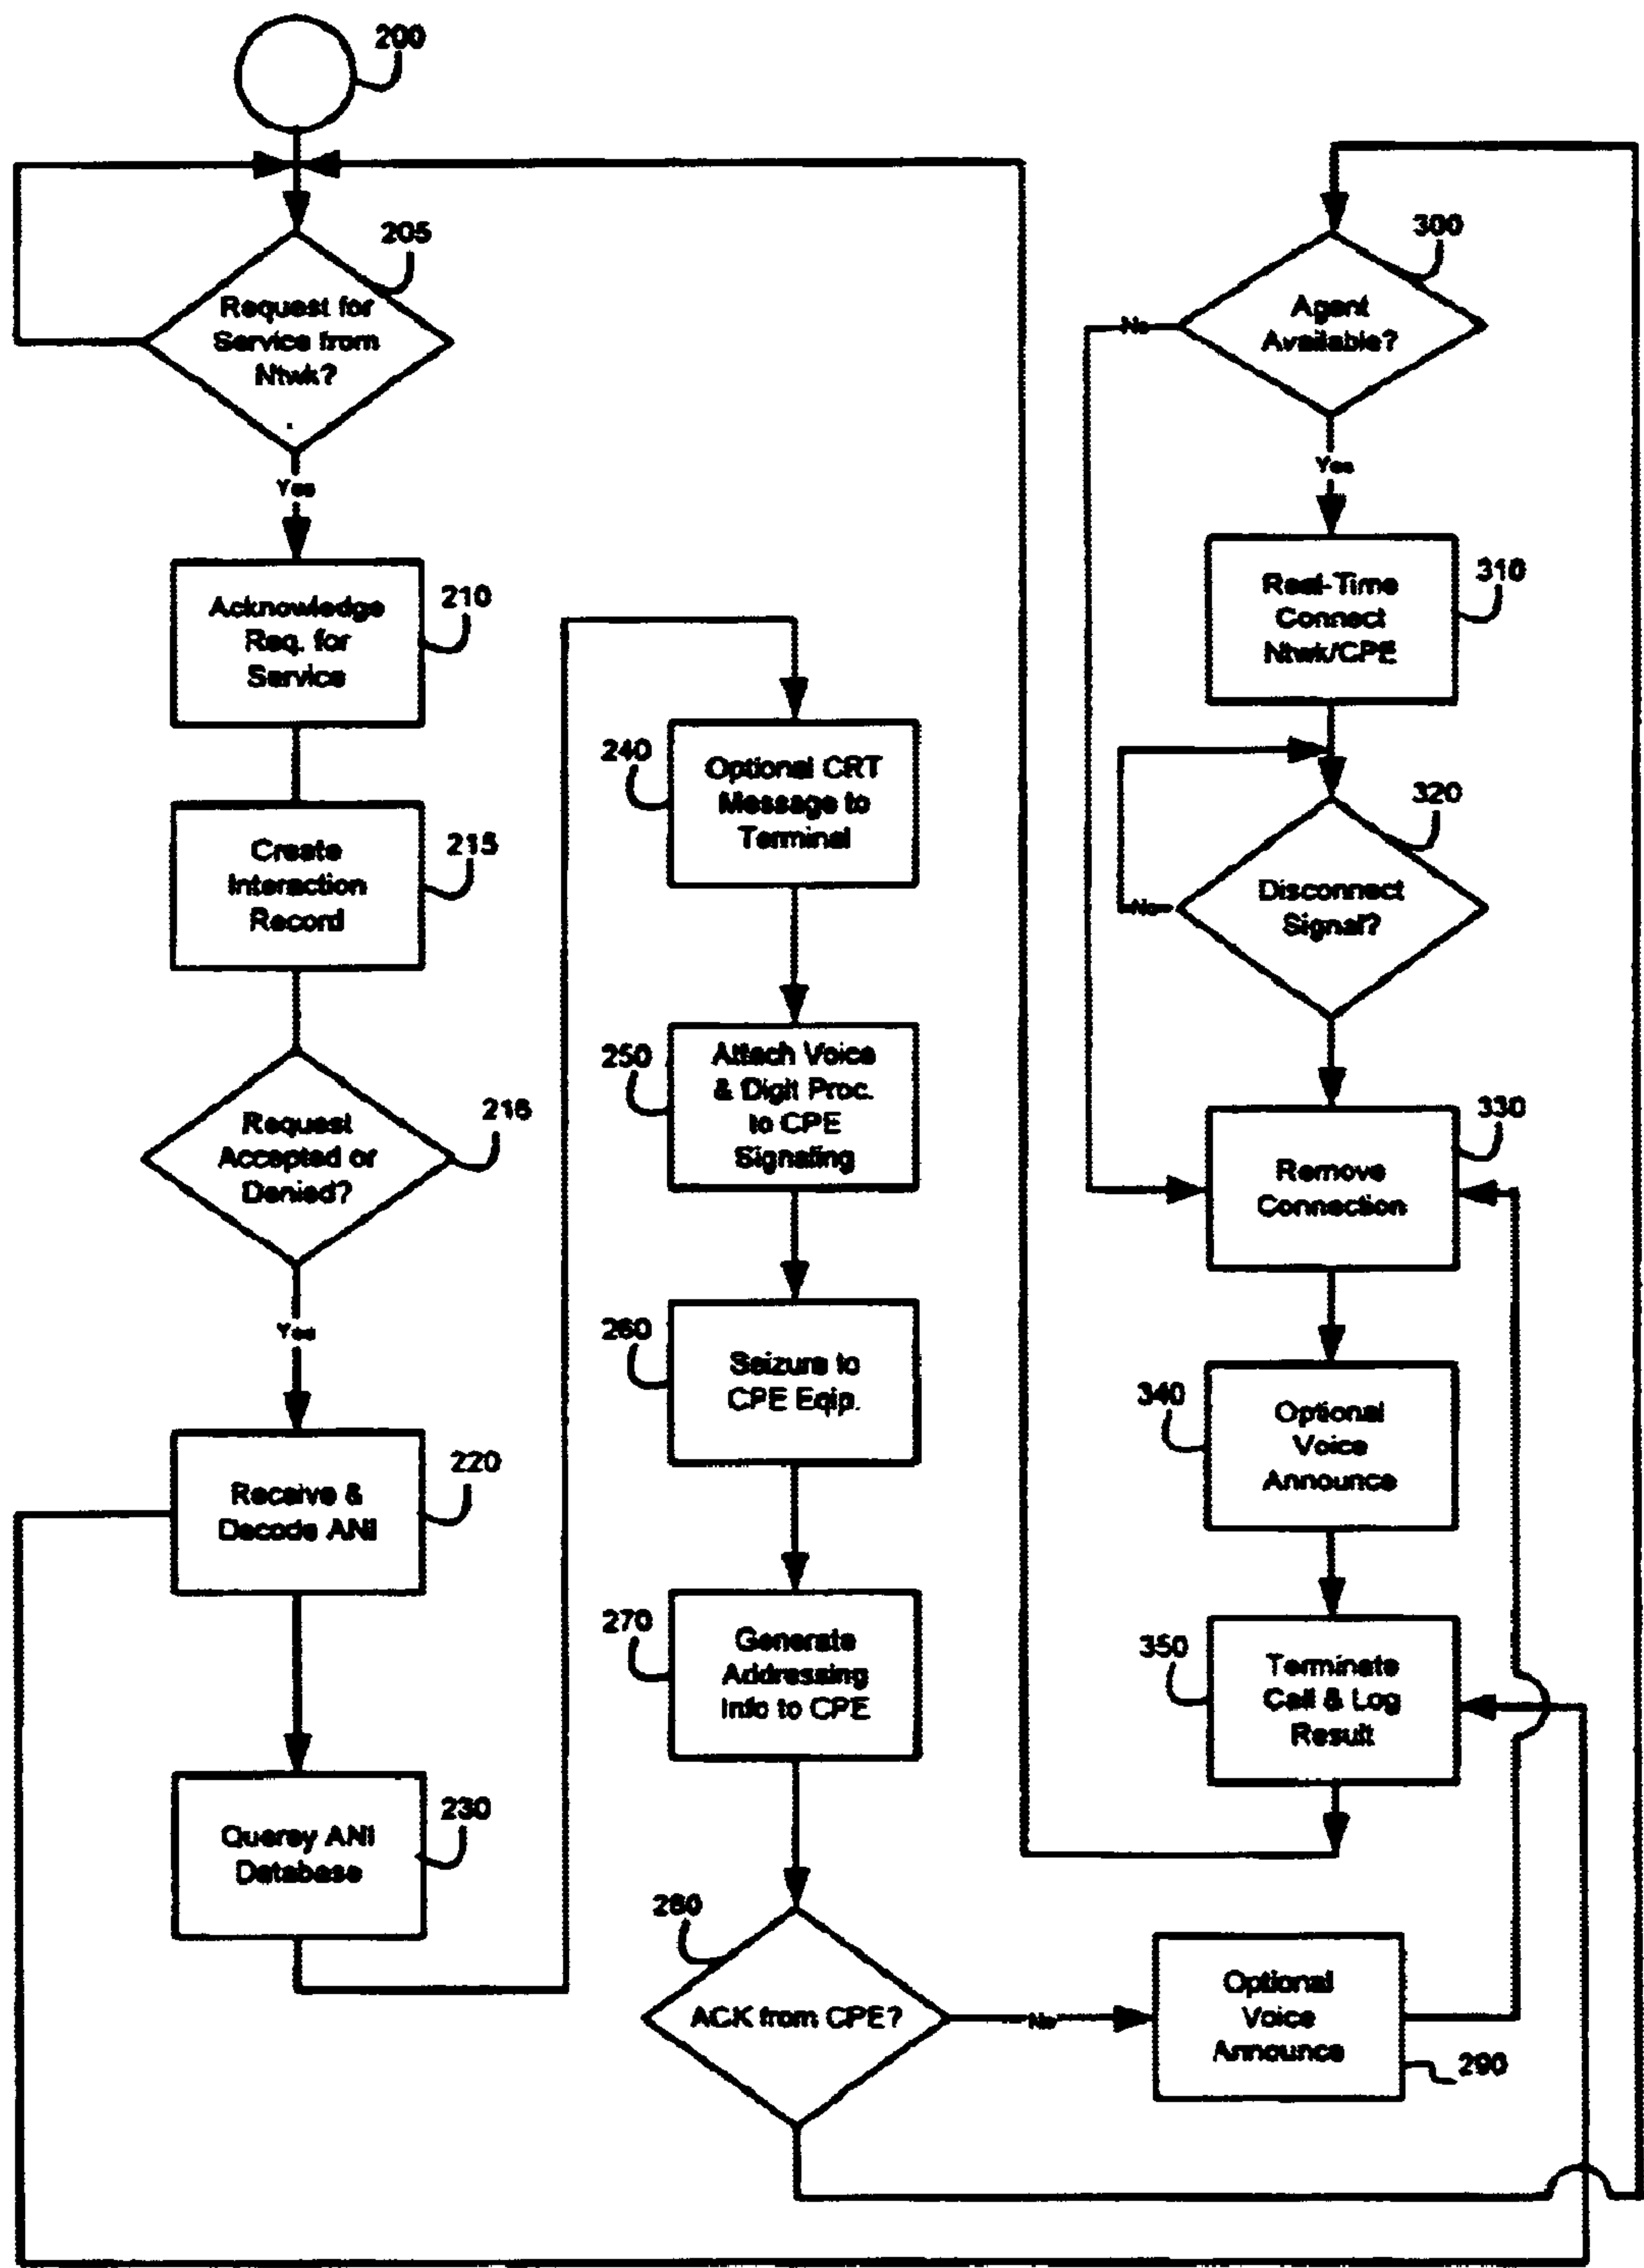 200
205
Request for
Service from
Ntwk?
Yes
Acknowledge
Req. for
Service
210
Create
Interaction
Record
215
Request
Accepted or
Denied?
216
Yes
Receive &
Decode ANI
220
Querey ANI
Database
230
240
Optional CRT
Message to
Terminal
250
Attach Voice
& Digit Proc.
to CPE
Signaling
260
Seizure to
CPE Eqip.
270
Generate
Addressing
Info to CPE
280
ACK from CPE?
No
Optional
Voice
Announce
290
300
Agent
Available?
No
Yes
Real-Time
Connect
Ntwk/CPE
310
320
Disconnect
Signal?
No
330
Remove
Connection
340
Optional
Voice
Announce
350
Terminate
Call & Log
Result